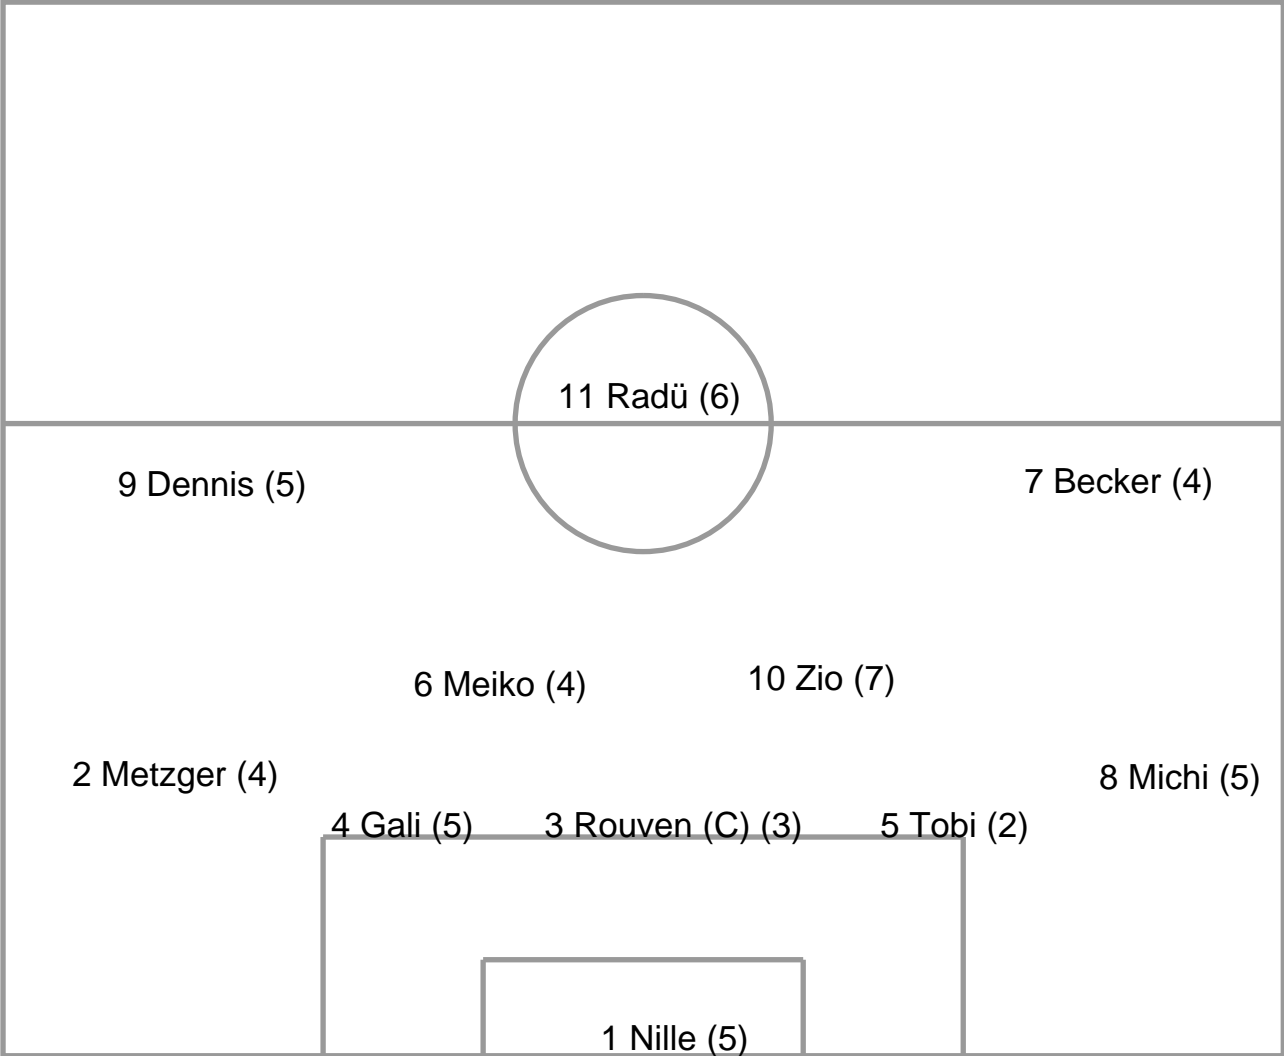 11 Radü (6)
9 Dennis (5)
7 Becker (4)
6 Meiko (4)
10 Zio (7)
2 Metzger (4)
8 Michi (5)
4 Gali (5)
3 Rouven (C) (3)
5 Tobi (2)
1 Nille (5)